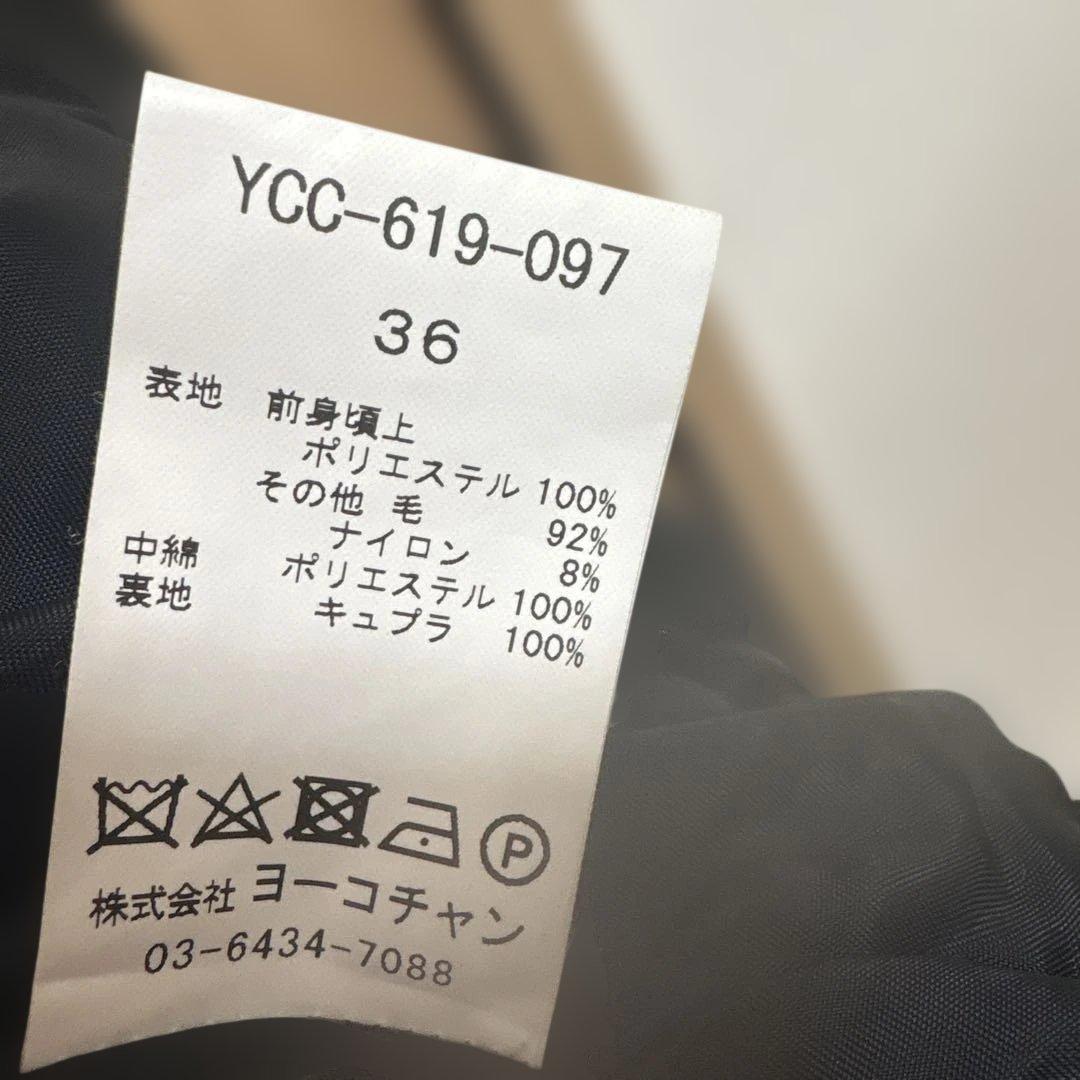 YCC-619-097
36
表地 前身頃上
ポリエステル 100%
その他 毛 92%
ナイロン 8%
中綿 ポリエステル 100%
裏地 キュプラ 100%
P
株式会社 ヨーコチャン
03-6434-7088